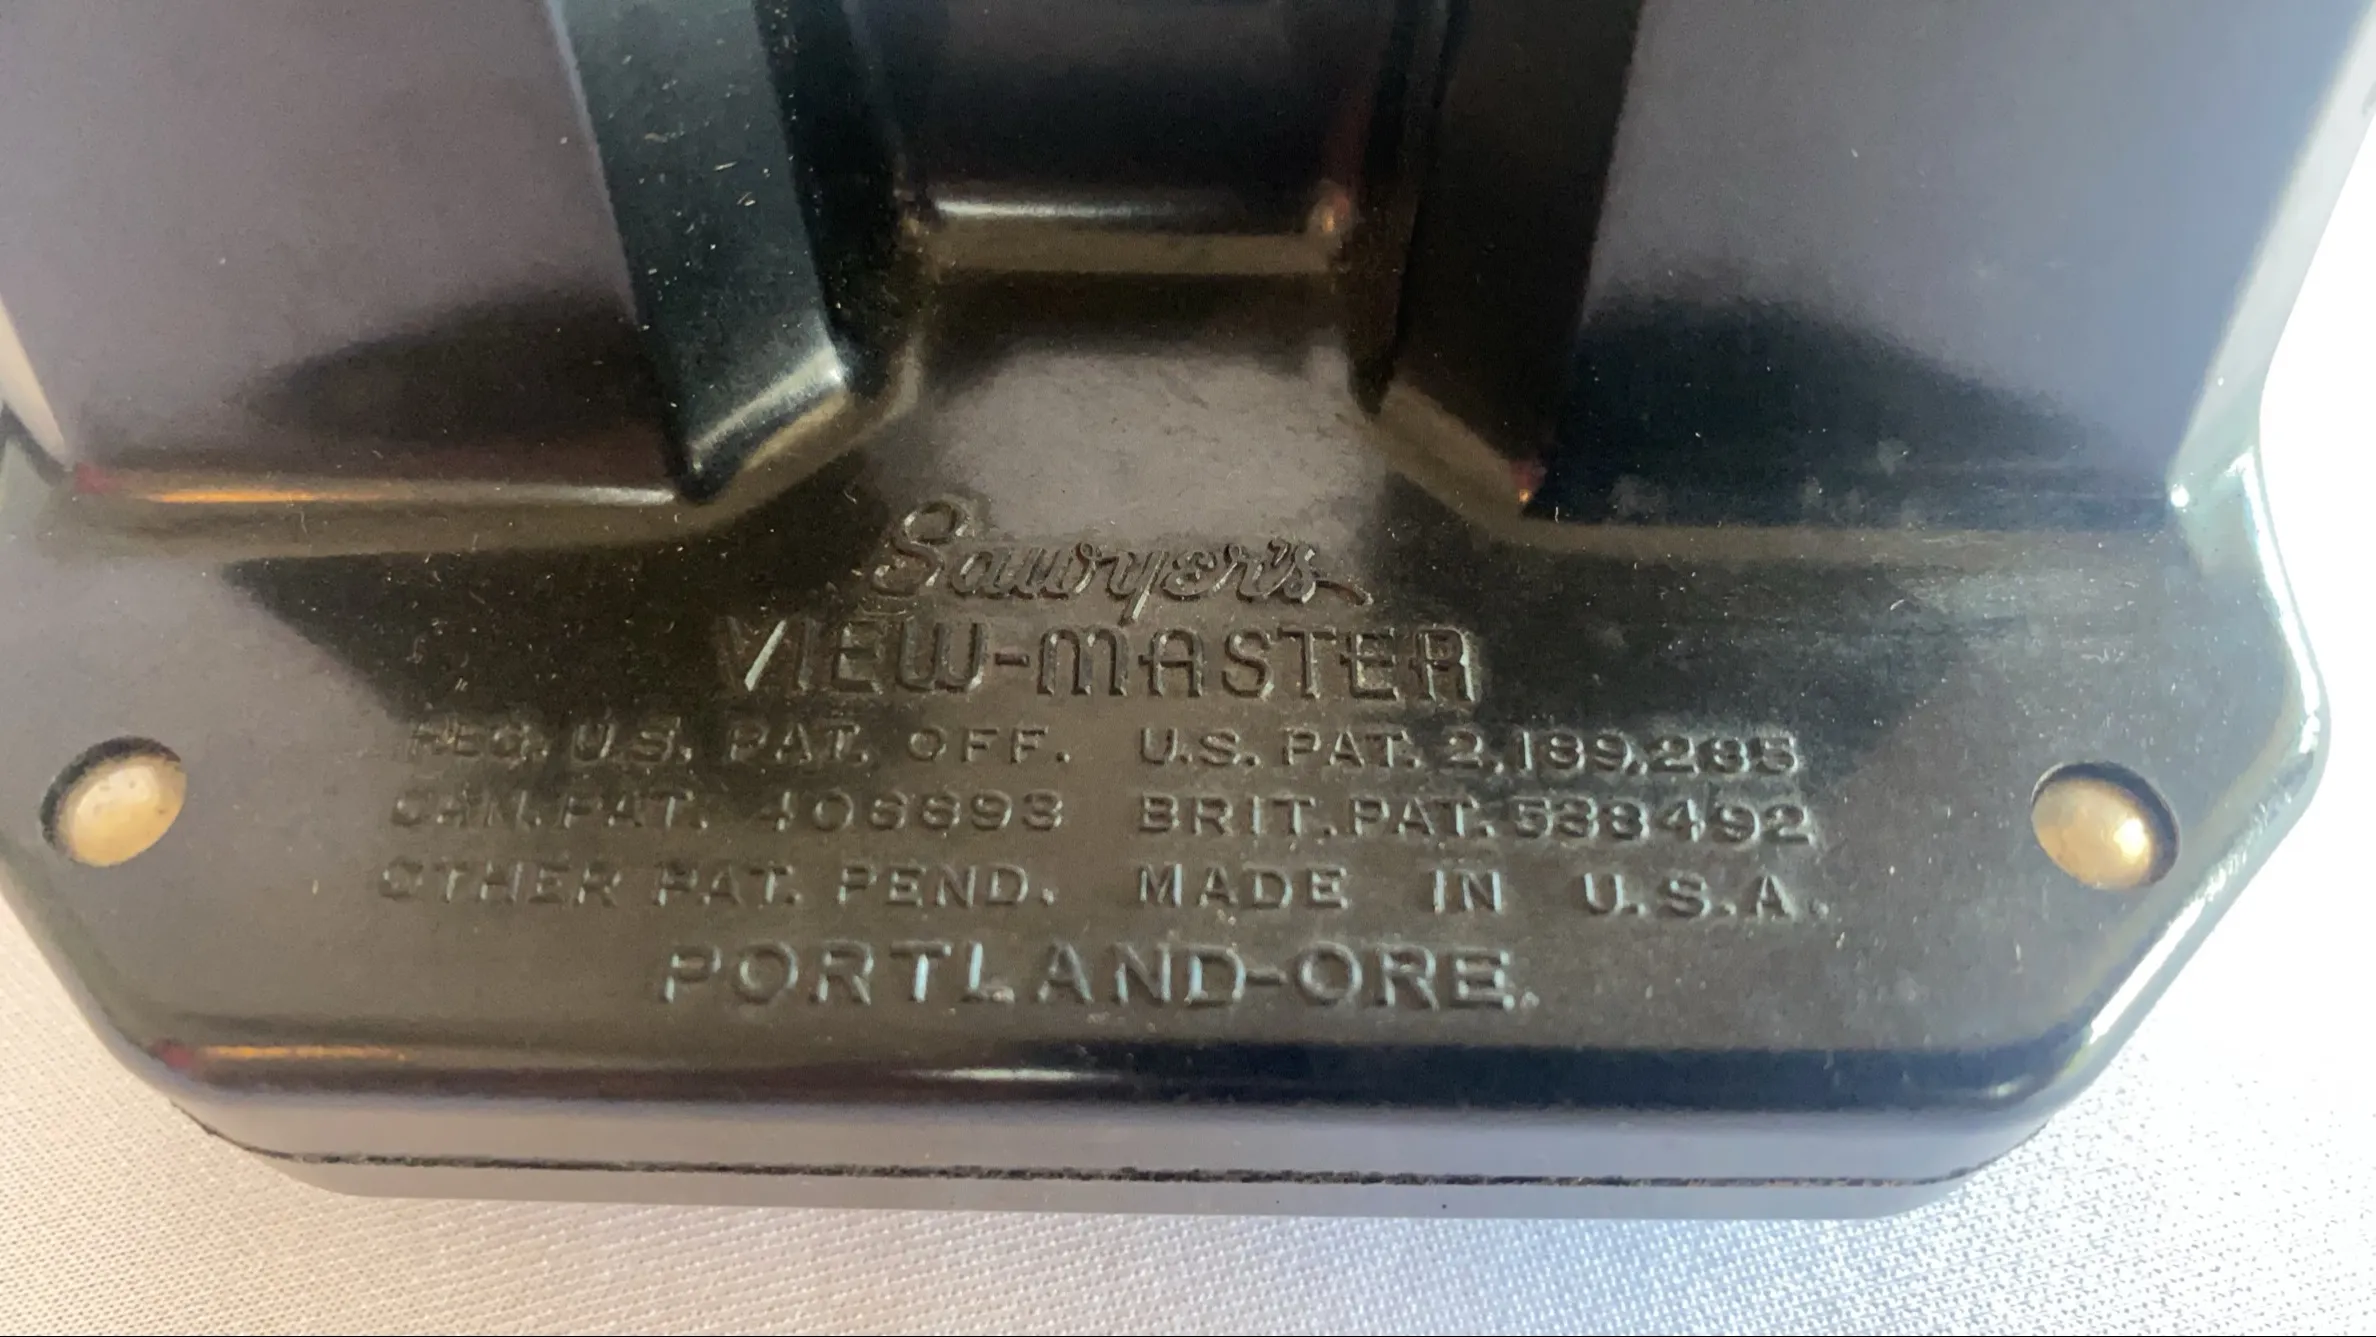 Sawyer's
VIEW-MASTER
REG. U.S. PAT. OFF. U.S. PAT. 2,189,285
CAN. PAT. 406693 BRIT. PAT. 538492
OTHER PAT. PEND. MADE IN U.S.A.
PORTLAND-ORE.